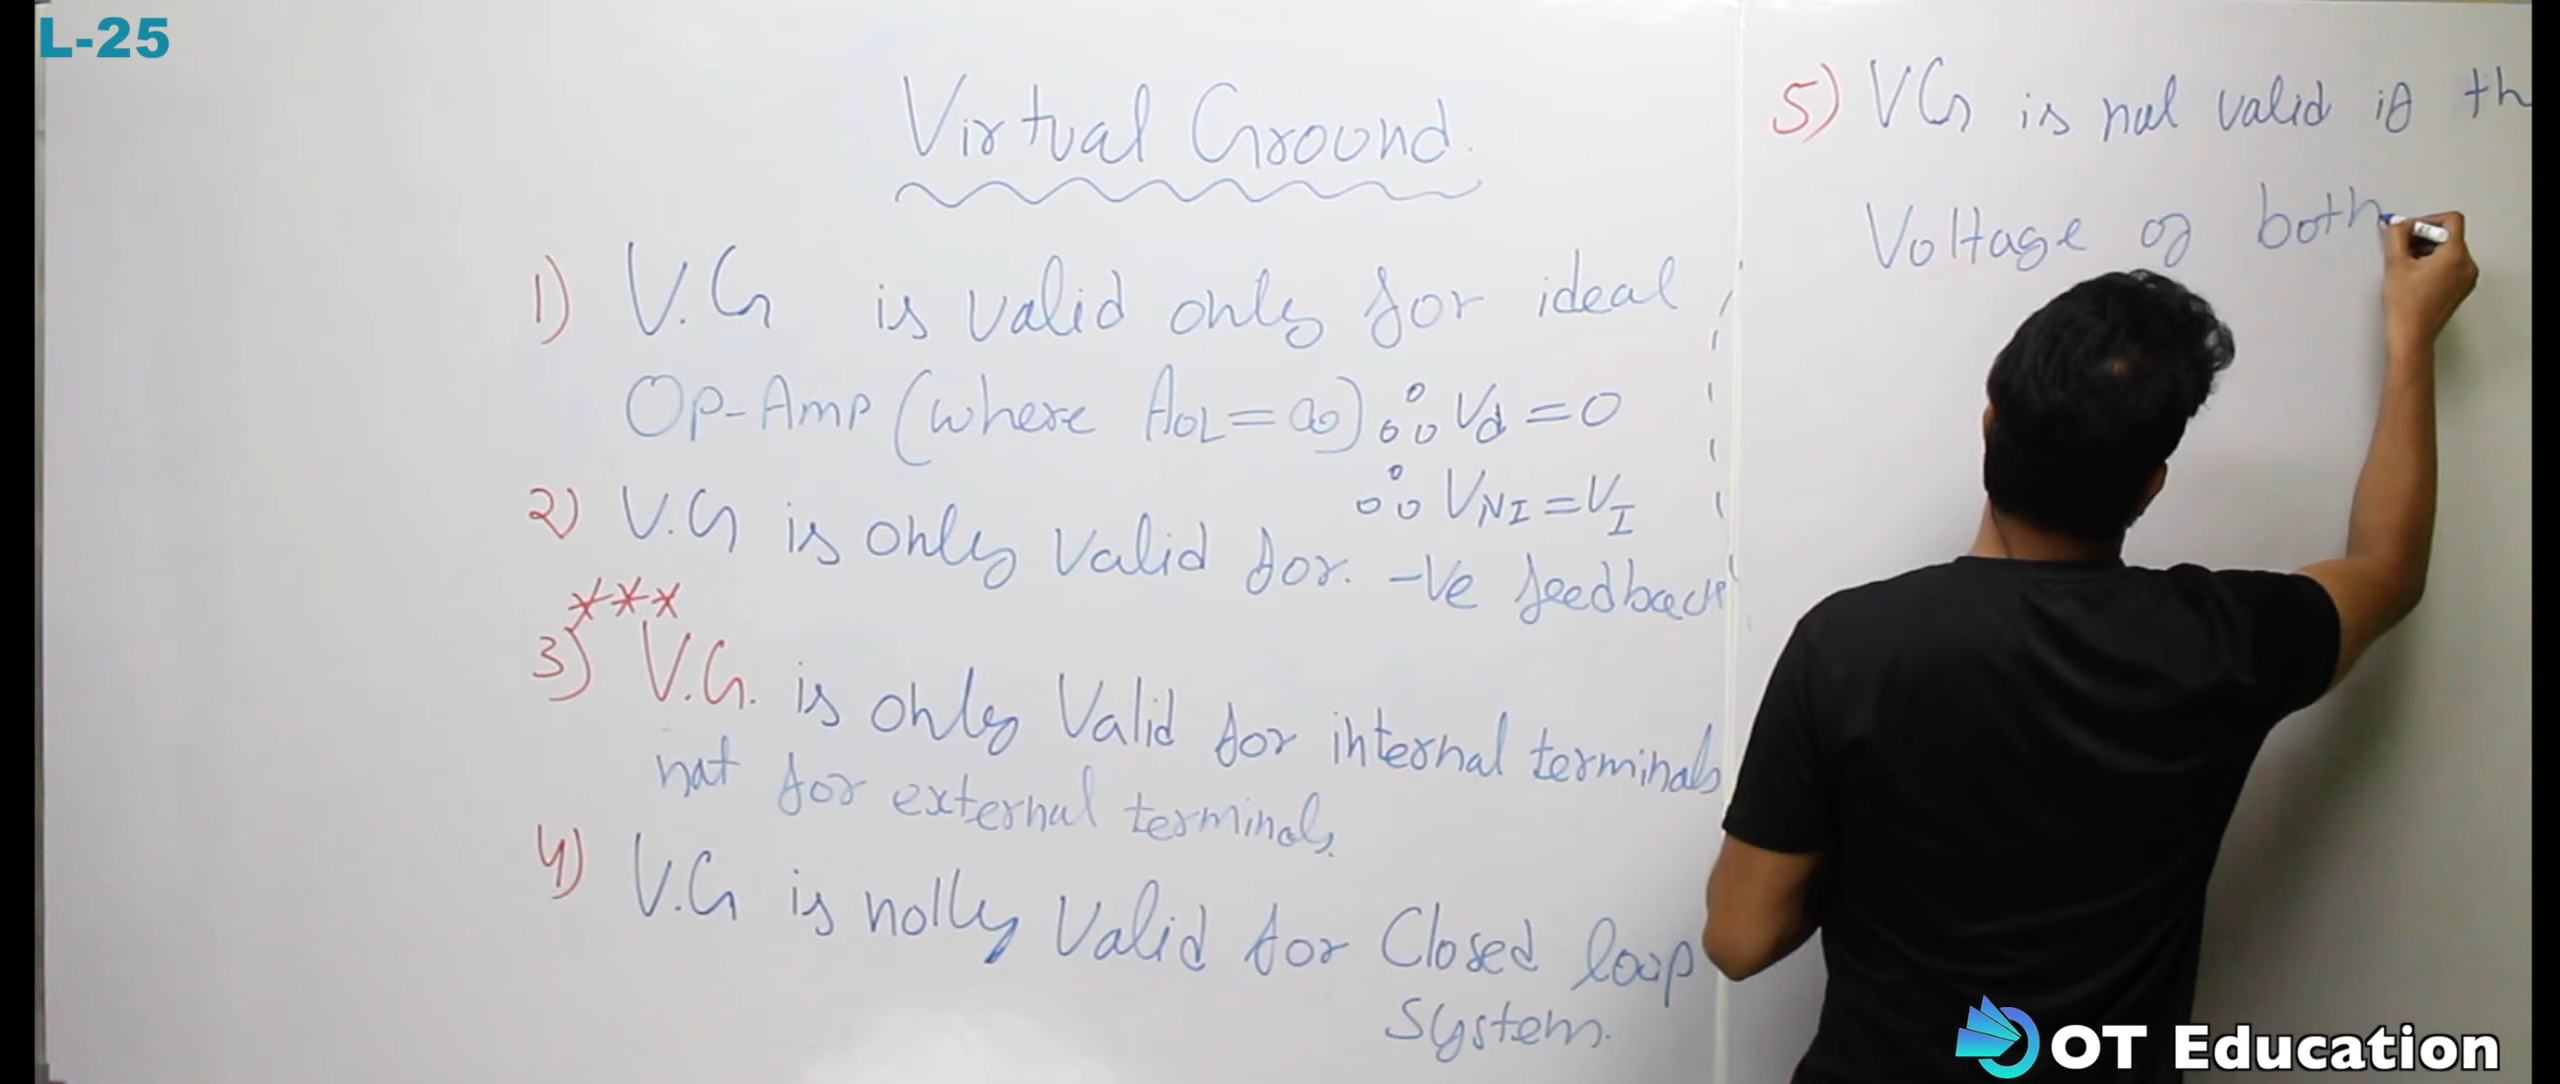 L-25
Virtual Ground
1) V.G is valid only for ideal
Op-Amp (where AOL=∞) ∴ Vd=0
∴ VNI=VI
2) V.G is only Valid for. -Ve feedback
***
3) V.G. is only Valid for internal terminals
not for external terminals.
4) V.G is only Valid for Closed loop
System.
5) VG is not valid if th
Voltage of both
OT Education